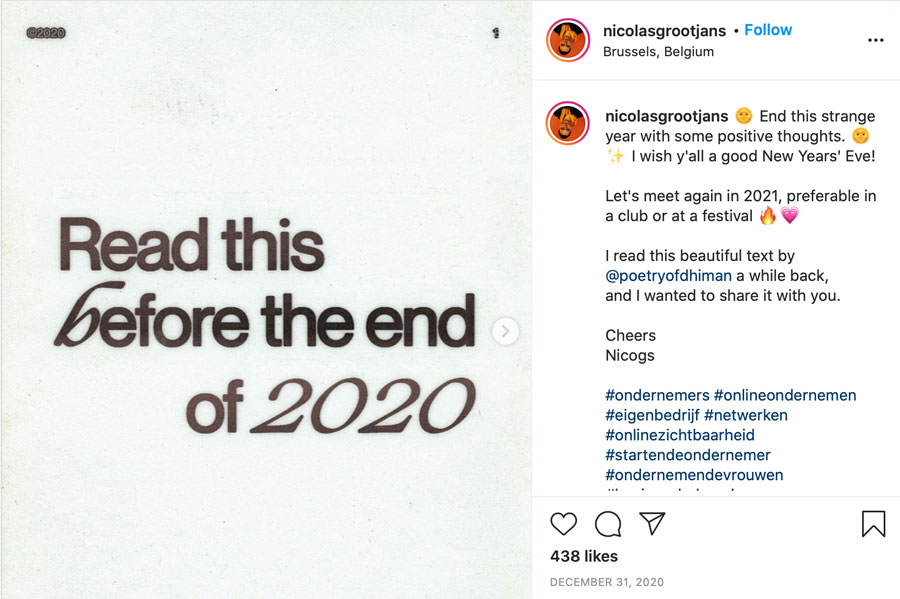 ©2020
1
Read this
before the end
of 2020
nicolasgrootjans • Follow
Brussels, Belgium
nicolasgrootjans 🌝 End this strange
year with some positive thoughts. 🌝
✨ I wish y'all a good New Years' Eve!
Let's meet again in 2021, preferable in
a club or at a festival 🔥💗
I read this beautiful text by
@poetryofdhiman a while back,
and I wanted to share it with you.
Cheers
Nicogs
#ondernemers #onlineondernemen
#eigenbedrijf #netwerken
#onlinezichtbaarheid
#startendeondernemer
#ondernemendevrouwen
438 likes
DECEMBER 31, 2020